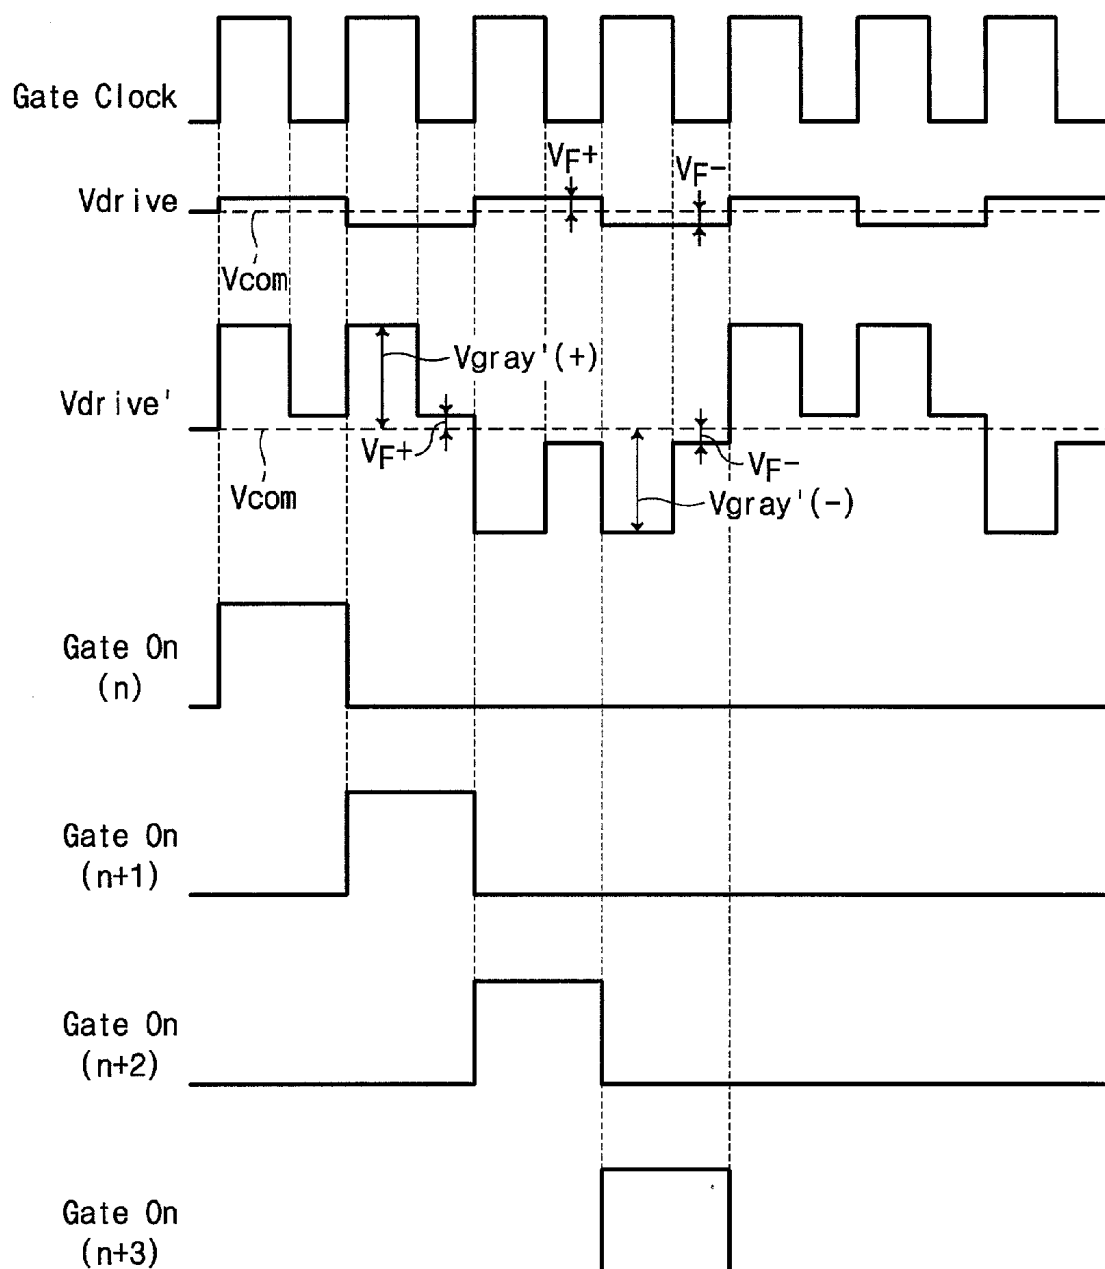 Gate Clock
VF+
VF-
Vdrive
Vcom
Vgray'(+)
Vdrive'
VF+
VF-
Vcom
Vgray'(-)
Gate On
(n)
Gate On
(n+1)
Gate On
(n+2)
Gate On
(n+3)